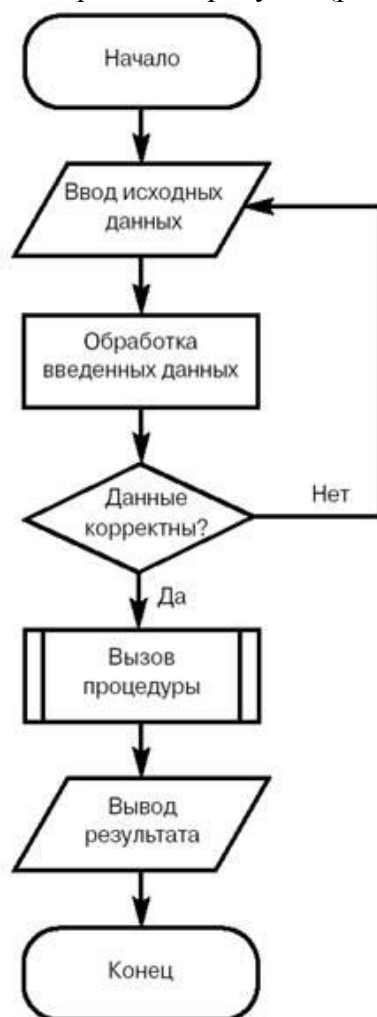 Начало
Ввод исходных
данных
Обработка
введенных данных
Данные
корректны?
Нет
Да
Вызов
процедуры
Вывод
результата
Конец